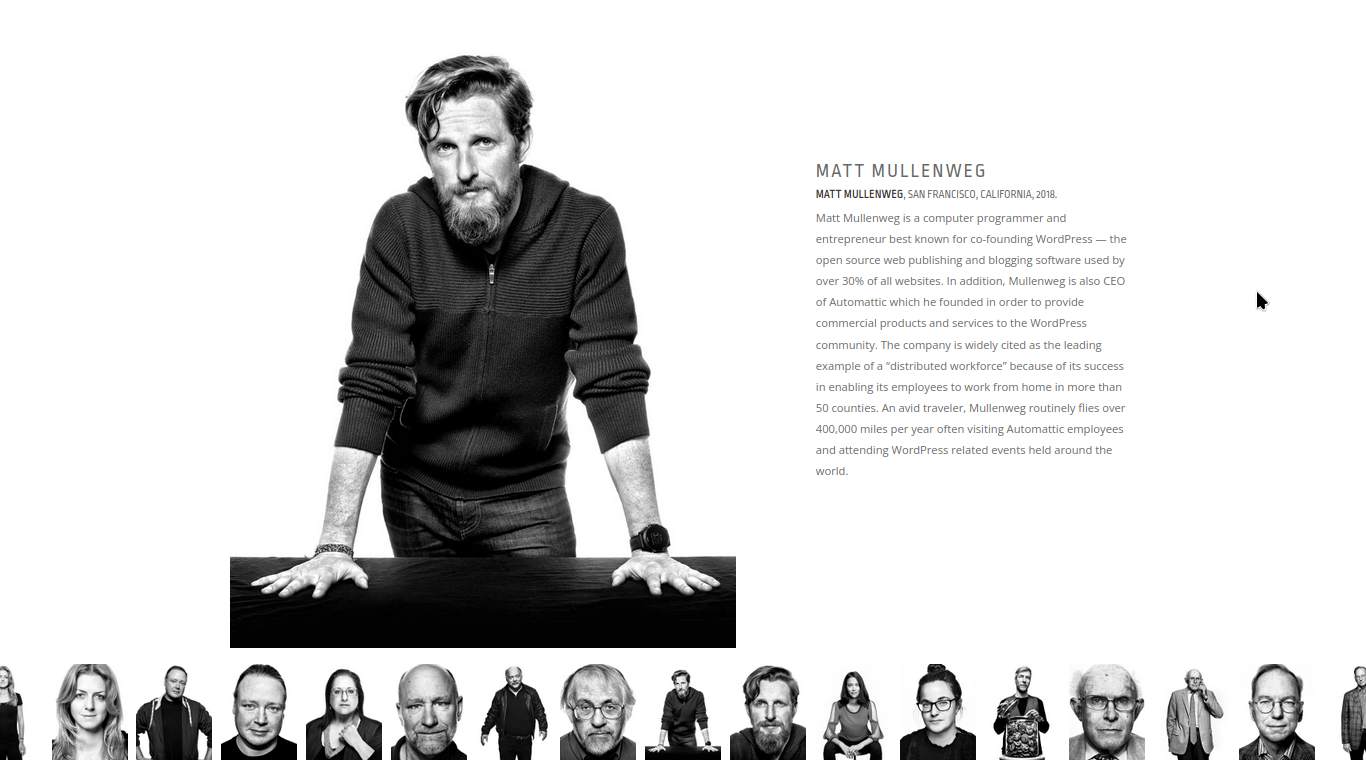 MATT MULLENWEG
MATT MULLENWEG, SAN FRANCISCO, CALIFORNIA, 2018.
Matt Mullenweg is a computer programmer and
entrepreneur best known for co-founding WordPress — the
open source web publishing and blogging software used by
over 30% of all websites. In addition, Mullenweg is also CEO
of Automattic which he founded in order to provide
commercial products and services to the WordPress
community. The company is widely cited as the leading
example of a "distributed workforce" because of its success
in enabling its employees to work from home in more than
50 counties. An avid traveler, Mullenweg routinely flies over
400,000 miles per year often visiting Automattic employees
and attending WordPress related events held around the
world.